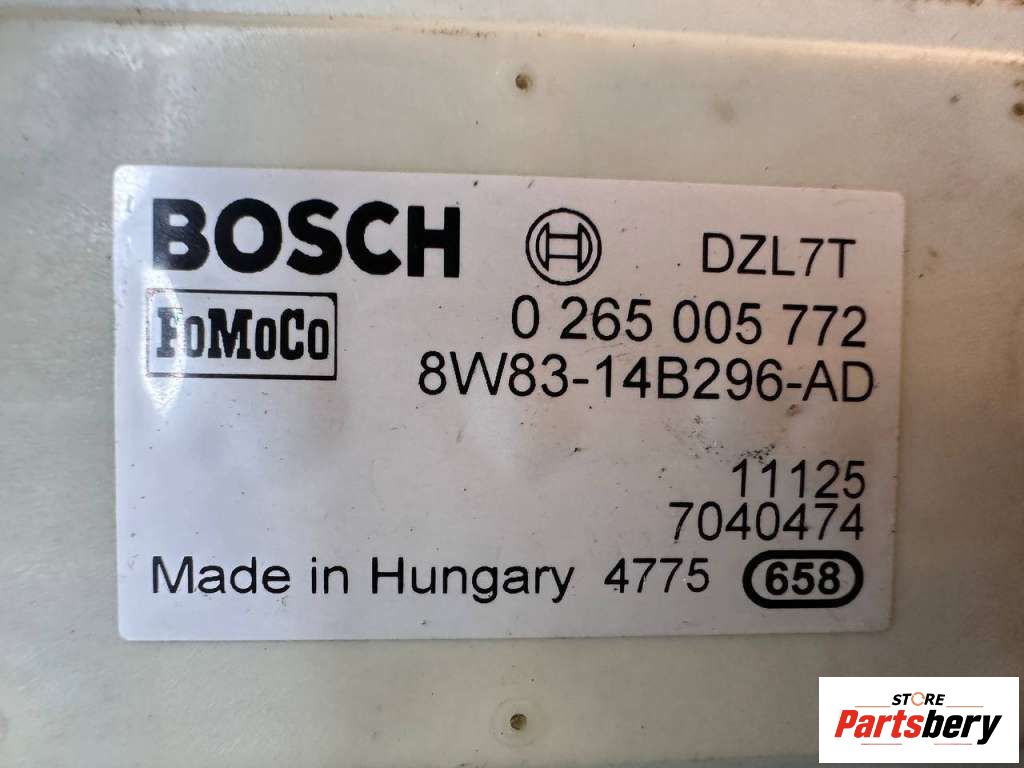 BOSCH DZL7T
FoMoCo 0 265 005 772
8W83-14B296-AD
11125
7040474
Made in Hungary 4775 658
STORE
Partsbery